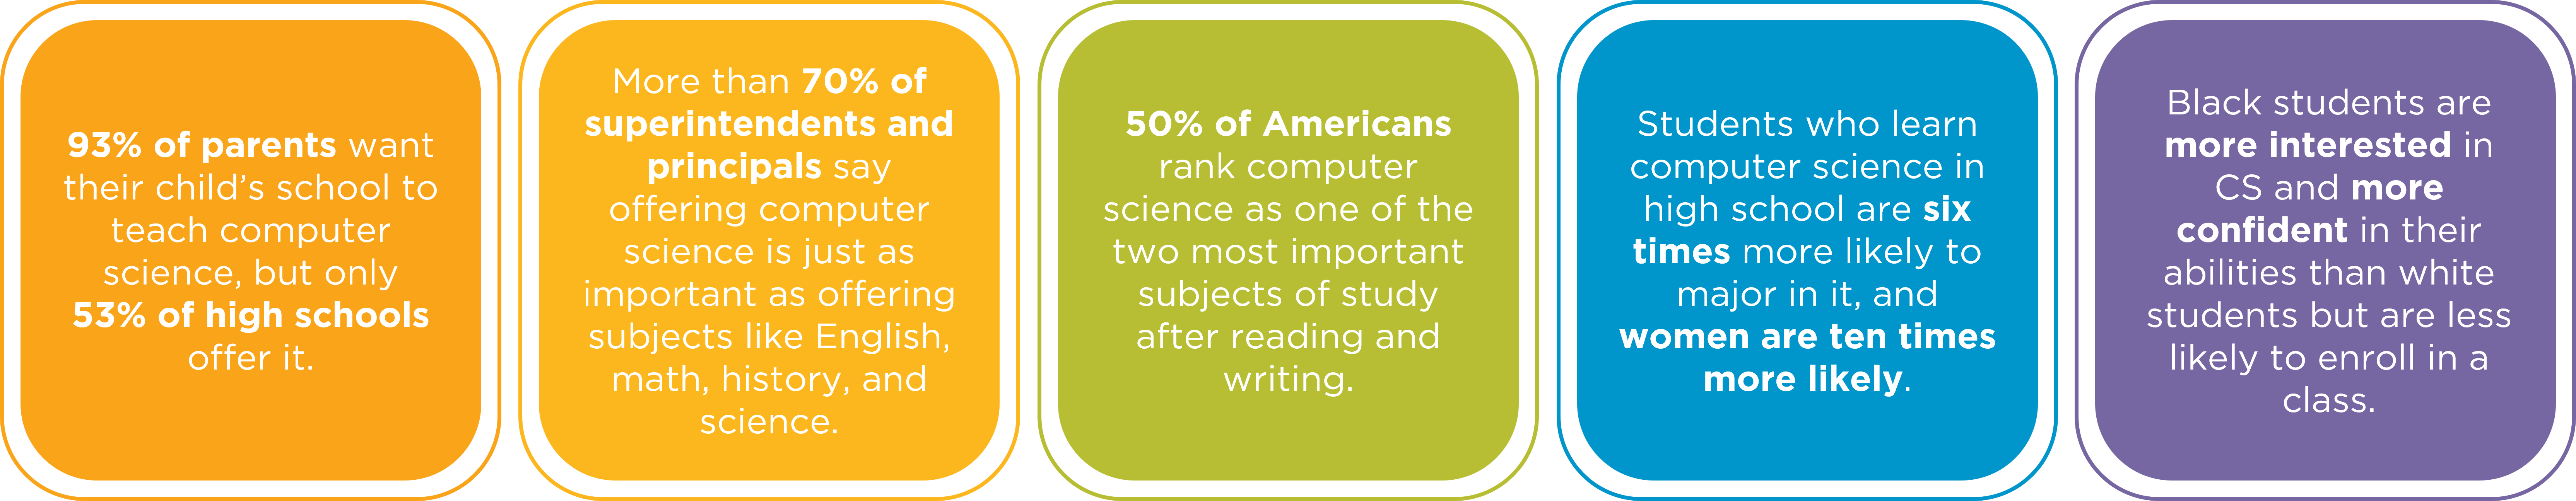 93% of parents want
their child’s school to
teach computer
science, but only
53% of high schools
offer it.
More than 70% of
superintendents and
principals say
offering computer
science is just as
important as offering
subjects like English,
math, history, and
science.
50% of Americans
rank computer
science as one of the
two most important
subjects of study
after reading and
writing.
Students who learn
computer science in
high school are six
times more likely to
major in it, and
women are ten times
more likely.
Black students are
more interested in
CS and more
confident in their
abilities than white
students but are less
likely to enroll in a
class.